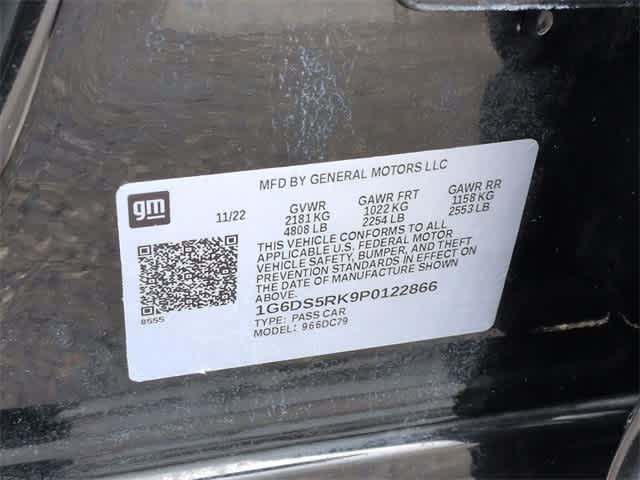 MFD BY GENERAL MOTORS LLC
gm
11/22
GVWR
2181 KG
4808 LB
GAWR FRT
1022 KG
2254 LB
GAWR RR
1158 KG
2553 LB
THIS VEHICLE CONFORMS TO ALL
APPLICABLE U.S. FEDERAL MOTOR
VEHICLE SAFETY, BUMPER, AND THEFT
PREVENTION STANDARDS IN EFFECT ON
THE DATE OF MANUFACTURE SHOWN
ABOVE.
1G6DS5RK9P0122866
TYPE: PASS CAR
MODEL: 966DC79
8555